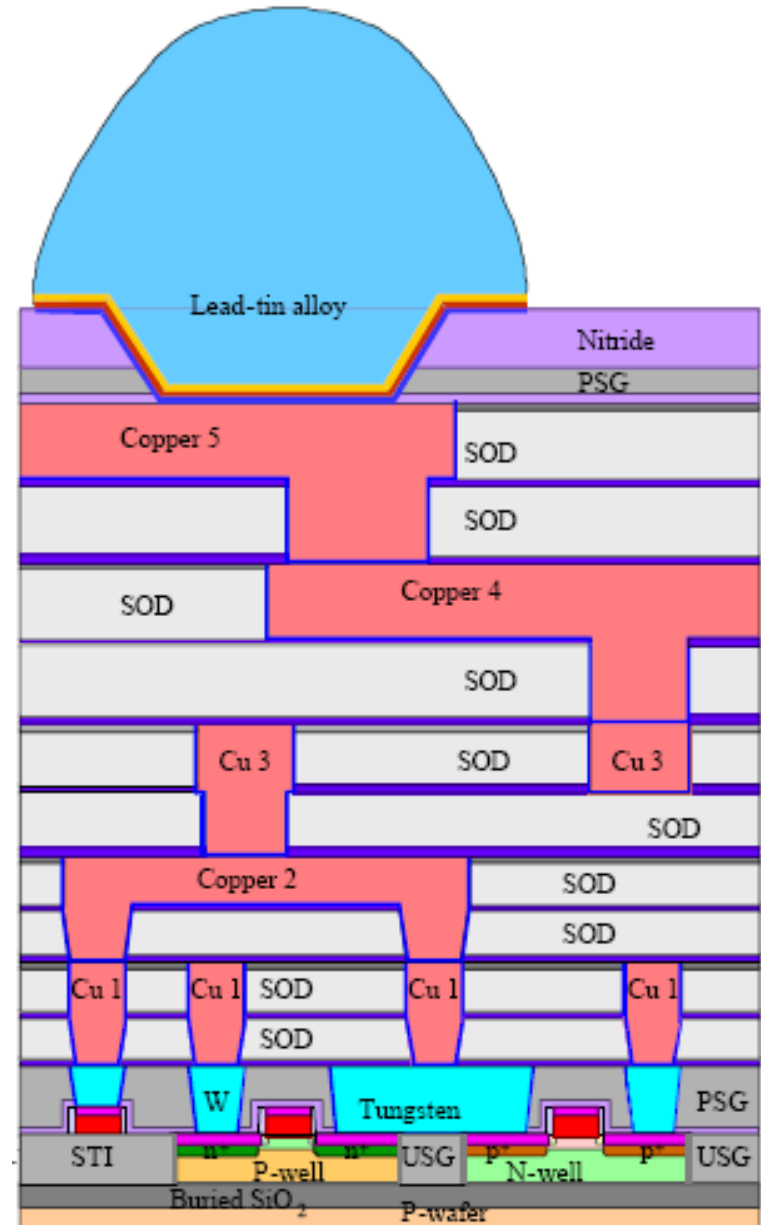 Lead-tin alloy
Nitride
PSG
Copper 5
SOD
SOD
Copper 4
SOD
SOD
Cu 3
SOD
Cu 3
SOD
Copper 2
SOD
SOD
Cu 1
Cu 1
SOD
Cu 1
Cu 1
SOD
W
Tungsten
PSG
STI
n+
P-well
n+
USG
p+
N-well
p+
USG
Buried SiO2
P-wafer